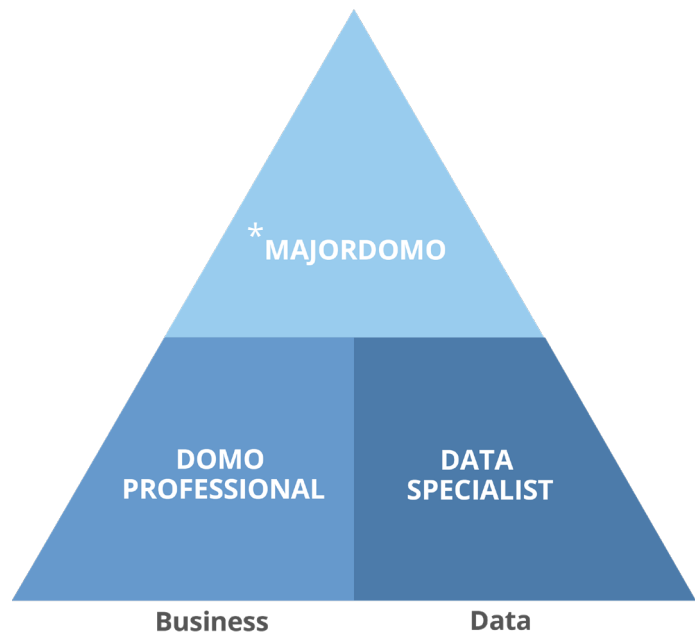 *MAJORDOMO
DOMO
PROFESSIONAL
DATA
SPECIALIST
Business
Data